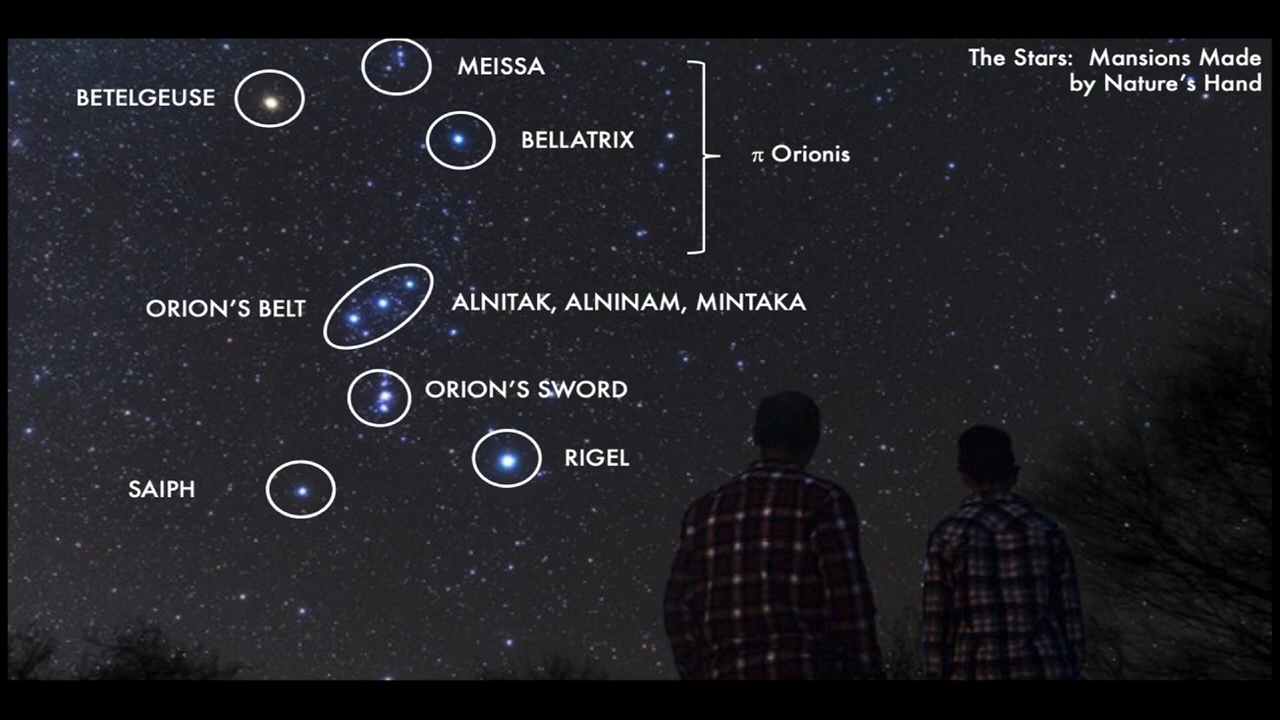 The Stars: Mansions Made
by Nature's Hand
MEISSA
BETELGEUSE
BELLATRIX
π Orionis
ORION'S BELT
ALNITAK, ALNINAM, MINTAKA
ORION'S SWORD
RIGEL
SAIPH